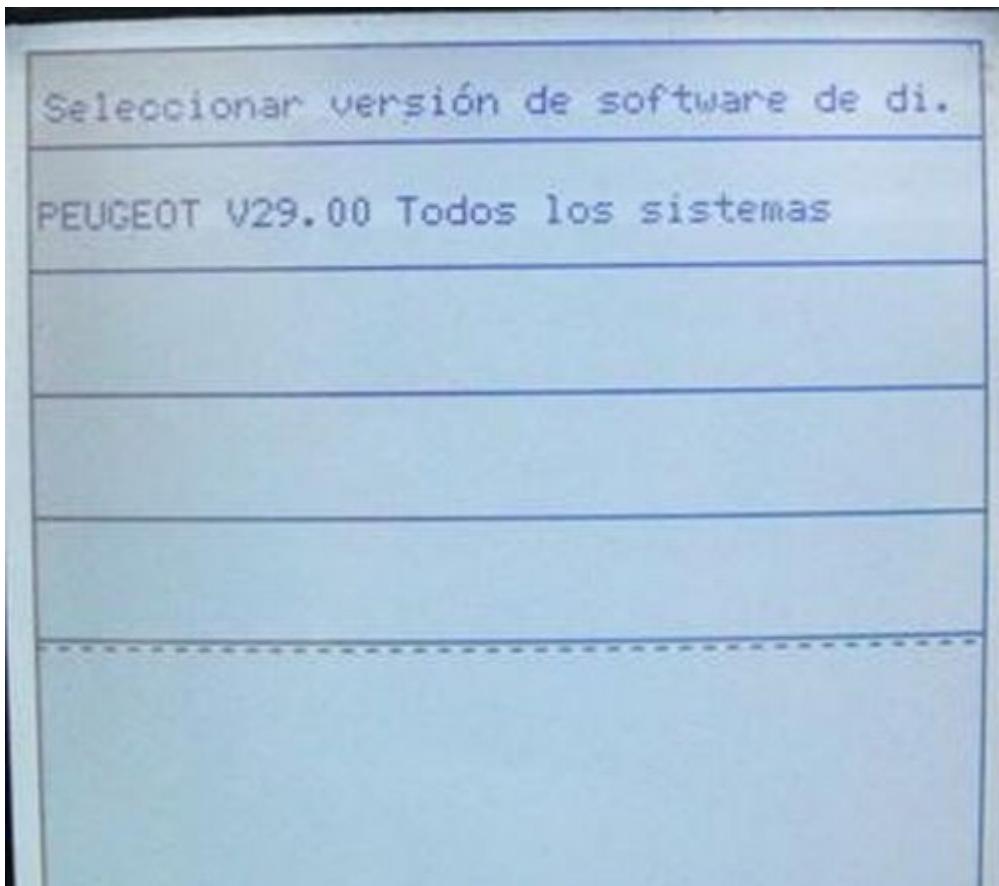 Seleccionar versión de software de di.
PEUGEOT V29.00 Todos los sistemas